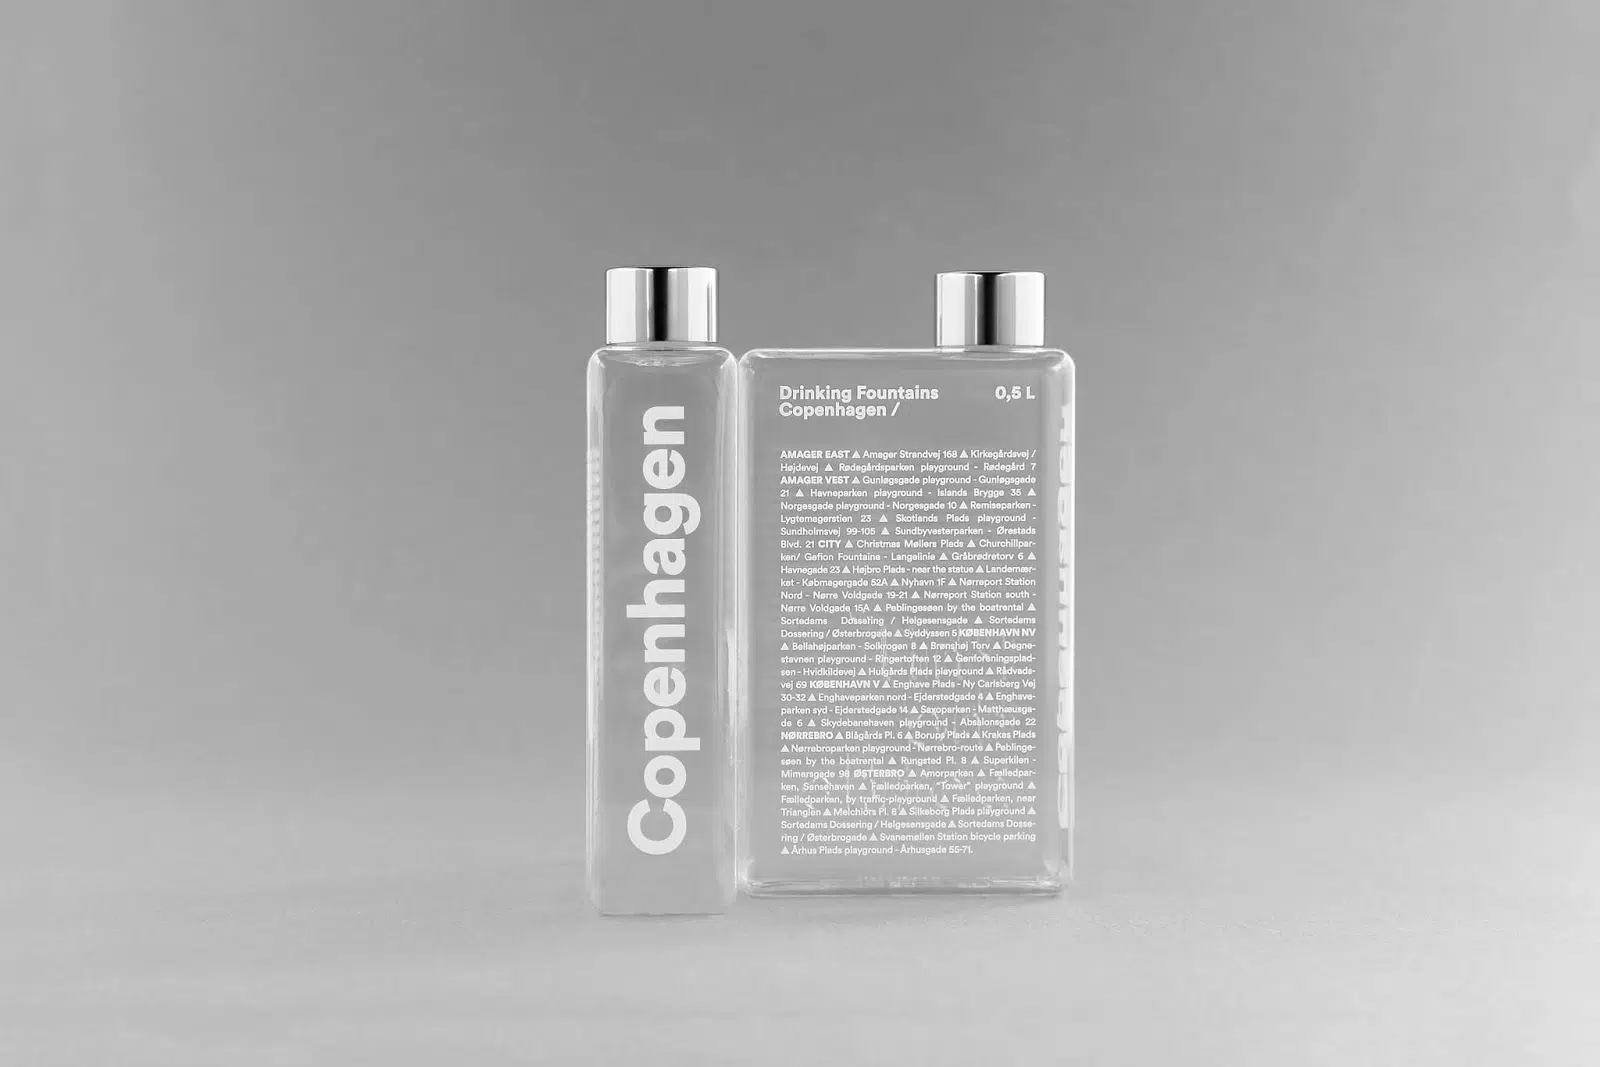 Copenhagen
Drinking Fountains
Copenhagen /
0,5 L
AMAGER EAST ▲ Amager Strandvej 168 ▲ Kirkegårdsvej /
Højdevej ▲ Rødegårdsparken playground - Rødegård 7
AMAGER VEST ▲ Gunløgsgade playground - Gunløgsgade
21 ▲ Havneparken playground - Islands Brygge 35 ▲
Norgesgade playground - Norgesgade 10 ▲ Remiseparken -
Lygtemagerstien 23 ▲ Skotlands Plads playground -
Sundholmsvej 99-105 ▲ Sundbyvesterparken - Ørestads
Blvd. 21 CITY ▲ Christmas Møllers Plads ▲ Churchillpar-
ken/ Gefion Fountaine - Langelinie ▲ Gråbrødretorv 6 ▲
Havnegade 23 ▲ Højbro Plads - near the statue ▲ Landemær-
ket - Købmagergade 52A ▲ Nyhavn 1F ▲ Nørreport Station
Nord - Nørre Voldgade 19-21 ▲ Nørreport Station south -
Nørre Voldgade 15A ▲ Peblingesøen by the boatrental ▲
Sortedams Dossering / Helgesensgade ▲ Sortedams
Dossering / Østerbrogade ▲ Syddyssen 5 KØBENHAVN NV
▲ Bellahøjparken - Solkrogen 8 ▲ Brønshøj Torv ▲ Degne-
stavnen playground - Ringertoften 12 ▲ Genforeningsplad-
sen - Hvidkildevej ▲ Hulgårds Plads playground ▲ Rådvads-
vej 69 KØBENHAVN V ▲ Enghave Plads - Ny Carlsberg Vej
30-32 ▲ Enghaveparken nord - Ejderstedgade 4 ▲ Enghave-
parken syd - Ejderstedgade 14 ▲ Saxoparken - Matthæusga-
de 6 ▲ Skydebanehaven playground - Absalonsgade 22
NØRREBRO ▲ Blågårds Pl. 6 ▲ Borups Plads ▲ Krakas Plads
▲ Nørrebroparken playground - Nørrebro-route ▲ Peblinge-
søen by the boatrental ▲ Rungsted Pl. 8 ▲ Superkilen -
Mimersgade 98 ØSTERBRO ▲ Amorparken ▲ Fælledpar-
ken, Sansehaven ▲ Fælledparken, "Tower" playground ▲
Fælledparken, by traffic-playground ▲ Fælledparken, near
Trianglen ▲ Melchiors Pl. 8 ▲ Silkeborg Plads playground ▲
Sortedams Dossering / Helgesensgade ▲ Sortedams Dosse-
ring / Østerbrogade ▲ Svanemøllen Station bicycle parking
▲ Århus Plads playground - Århusgade 55-71.